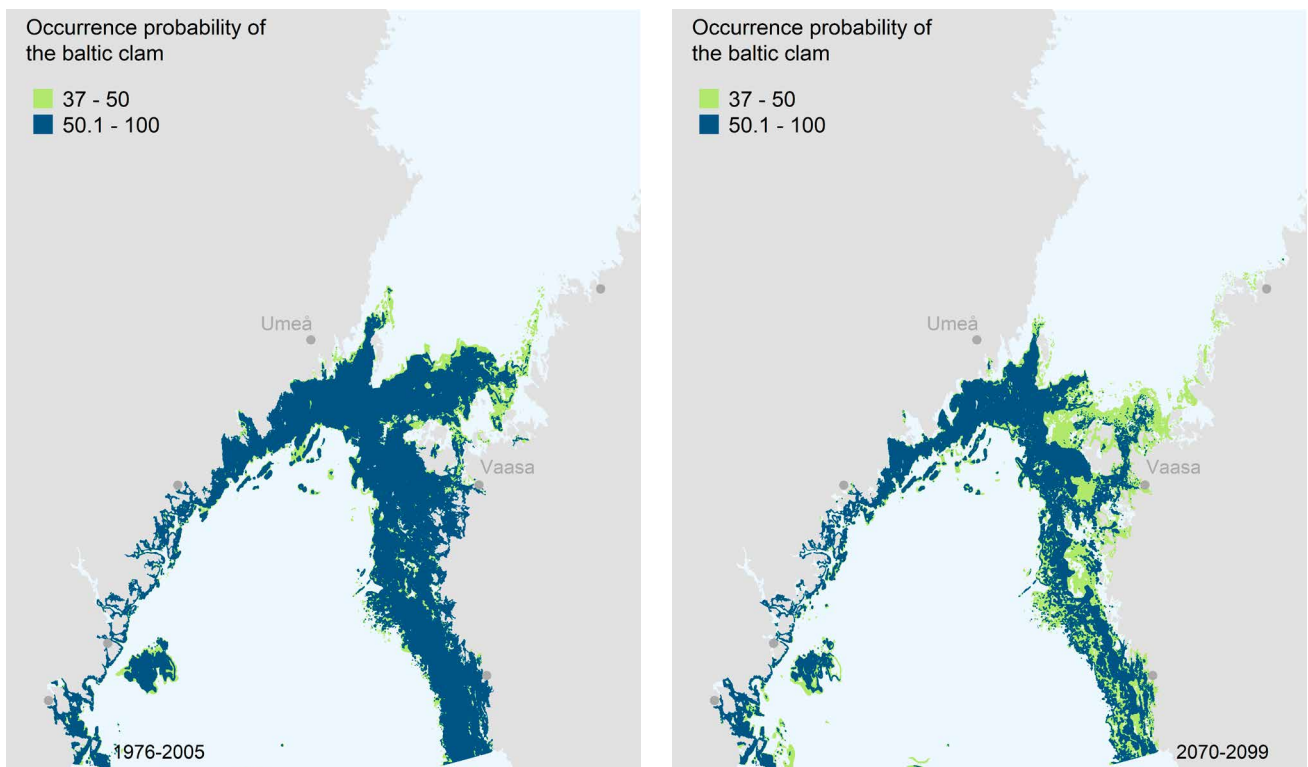 Occurrence probability of
the baltic clam
37 - 50
50.1 - 100
Umeå
Vaasa
1976-2005
Occurrence probability of
the baltic clam
37 - 50
50.1 - 100
Umeå
Vaasa
2070-2099